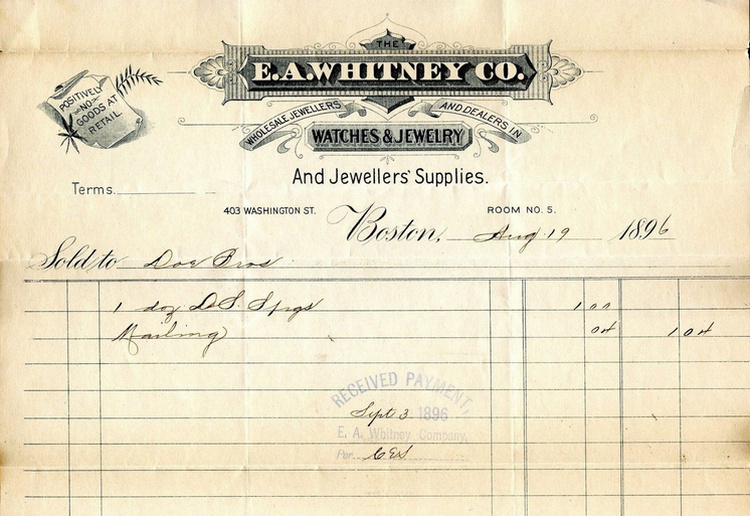 THE
E.A. WHITNEY CO.
POSITIVELY
NO
GOODS AT
RETAIL
WHOLESALE JEWELLERS AND DEALERS IN
WATCHES & JEWELRY
And Jewellers' Supplies.
Terms.
403 WASHINGTON ST. ROOM NO. 5.
Boston, Aug 19 1896
Sold to Doe Bros
1 doz D.S. Spgs 1 00
Mailing 04 1 04
RECEIVED PAYMENT,
Sept 3 1896
E. A. Whitney Company,
Per